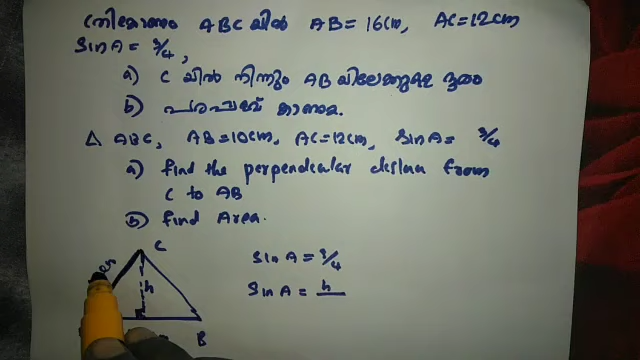 ത്രികോണം ABC യിൽ AB = 16cm, AC = 12cm
Sin A = 3/4,
a) C യിൽ നിന്നും AB യിലേക്കുള്ള ദൂരം
b) പരപ്പളവ് കാണുക.
Δ ABC, AB = 10cm, AC = 12cm, Sin A = 3/4
a) find the perpendicular distance from
C to AB
b) find Area.
C
h
B
Sin A = 3/4
Sin A = h